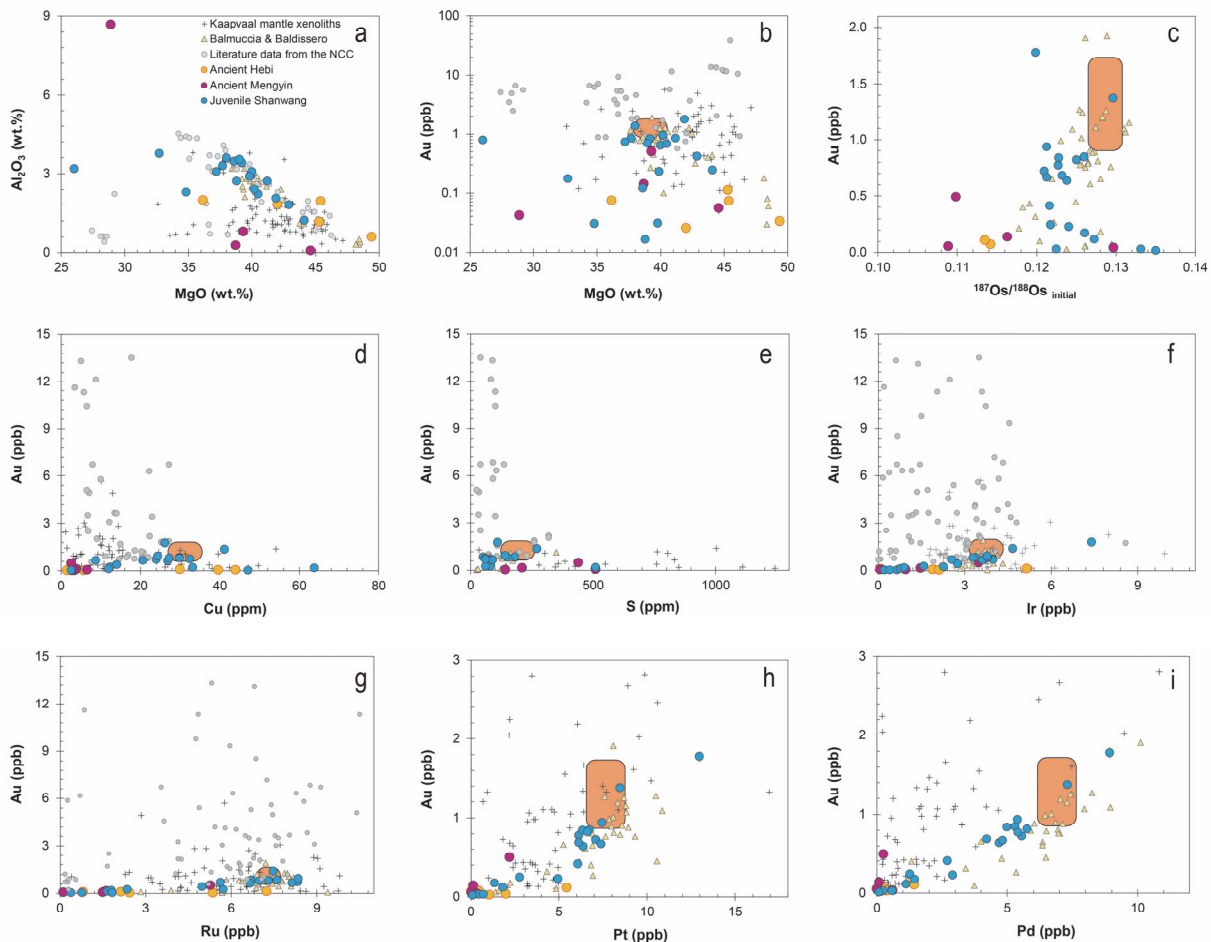 a
Kaapvaal mantle xenoliths
Balmuccia & Baldissero
Literature data from the NCC
Ancient Hebi
Ancient Mengyin
Juvenile Shanwang
9
6
3
0
Al₂O₃ (wt.%)
25 30 35 40 45 50
MgO (wt.%)
b
100
10
1
0.1
0.01
Au (ppb)
25 30 35 40 45 50
MgO (wt.%)
c
2.0
1.5
1.0
0.5
0.0
Au (ppb)
0.10 0.11 0.12 0.13 0.14
¹⁸⁷Os/¹⁸⁸Os initial
d
15
12
9
6
3
0
Au (ppb)
0 20 40 60 80
Cu (ppm)
e
15
12
9
6
3
0
Au (ppb)
0 500 1000
S (ppm)
f
15
12
9
6
3
0
Au (ppb)
0 3 6 9
Ir (ppb)
g
15
12
9
6
3
0
Au (ppb)
0 3 6 9
Ru (ppb)
h
3
2
1
0
Au (ppb)
0 5 10 15
Pt (ppb)
i
3
2
1
0
Au (ppb)
0 5 10
Pd (ppb)